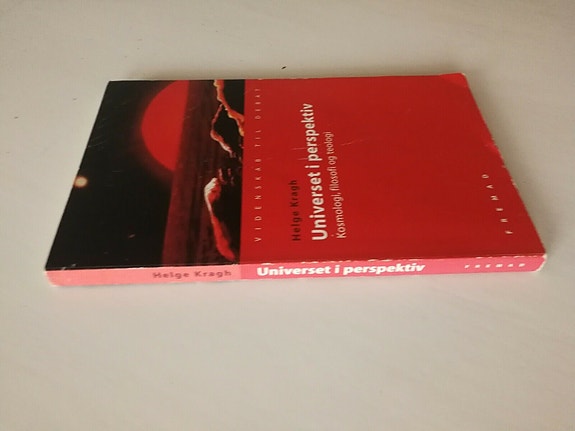 VIDENSKAB TIL DEBAT
Helge Kragh
Universet i perspektiv
Kosmologi, filosofi og teologi
FREMAD
Helge Kragh
Universet i perspektiv
FREMAD